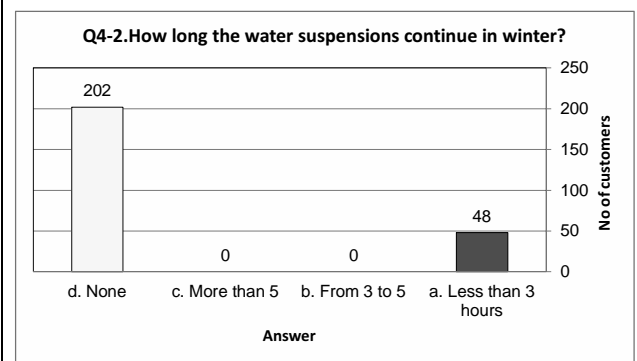 Q4-2.How long the water suspensions continue in winter?
250
200
150
100
50
0
No of customers
202
0
0
48
d. None
c. More than 5
b. From 3 to 5
a. Less than 3
hours
Answer